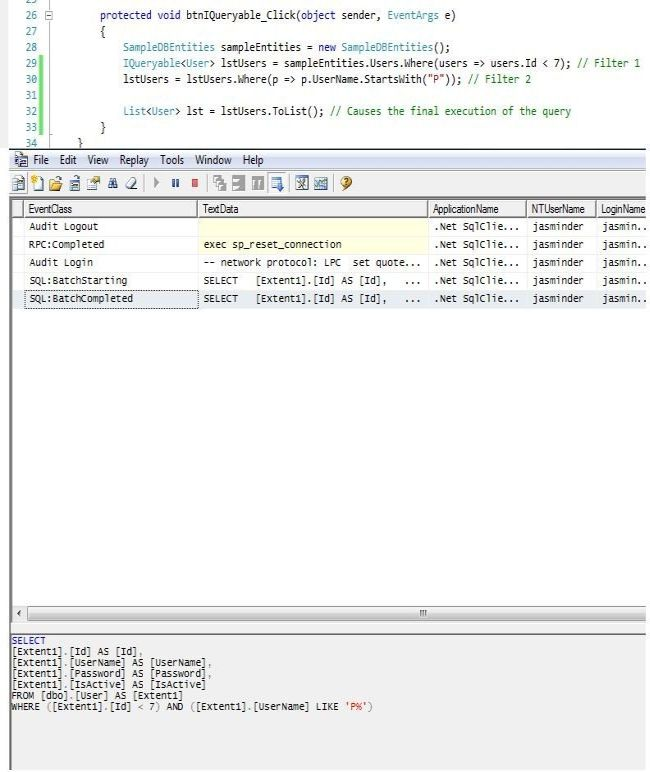 26 protected void btnIQueryable_Click(object sender, EventArgs e)
27 {
28 SampleDBEntities sampleEntities = new SampleDBEntities();
29 IQueryable<User> lstUsers = sampleEntities.Users.Where(users => users.Id < 7); // Filter 1
30 lstUsers = lstUsers.Where(p => p.UserName.StartsWith("P")); // Filter 2
31
32 List<User> lst = lstUsers.ToList(); // Causes the final execution of the query
33 }
34 }
File Edit View Replay Tools Window Help
EventClass TextData ApplicationName NTUserName LoginName
Audit Logout .Net SqlClie... jasminder jasmin..
RPC:Completed exec sp_reset_connection .Net SqlClie... jasminder jasmin..
Audit Login -- network protocol: LPC set quote... .Net SqlClie... jasminder jasmin..
SQL:BatchStarting SELECT [Extent1].[Id] AS [Id], ... .Net SqlClie... jasminder jasmin..
SQL:BatchCompleted SELECT [Extent1].[Id] AS [Id], ... .Net SqlClie... jasminder jasmin..
SELECT
[Extent1].[Id] AS [Id],
[Extent1].[UserName] AS [UserName],
[Extent1].[Password] AS [Password],
[Extent1].[IsActive] AS [IsActive]
FROM [dbo].[User] AS [Extent1]
WHERE ([Extent1].[Id] < 7) AND ([Extent1].[UserName] LIKE 'P%')